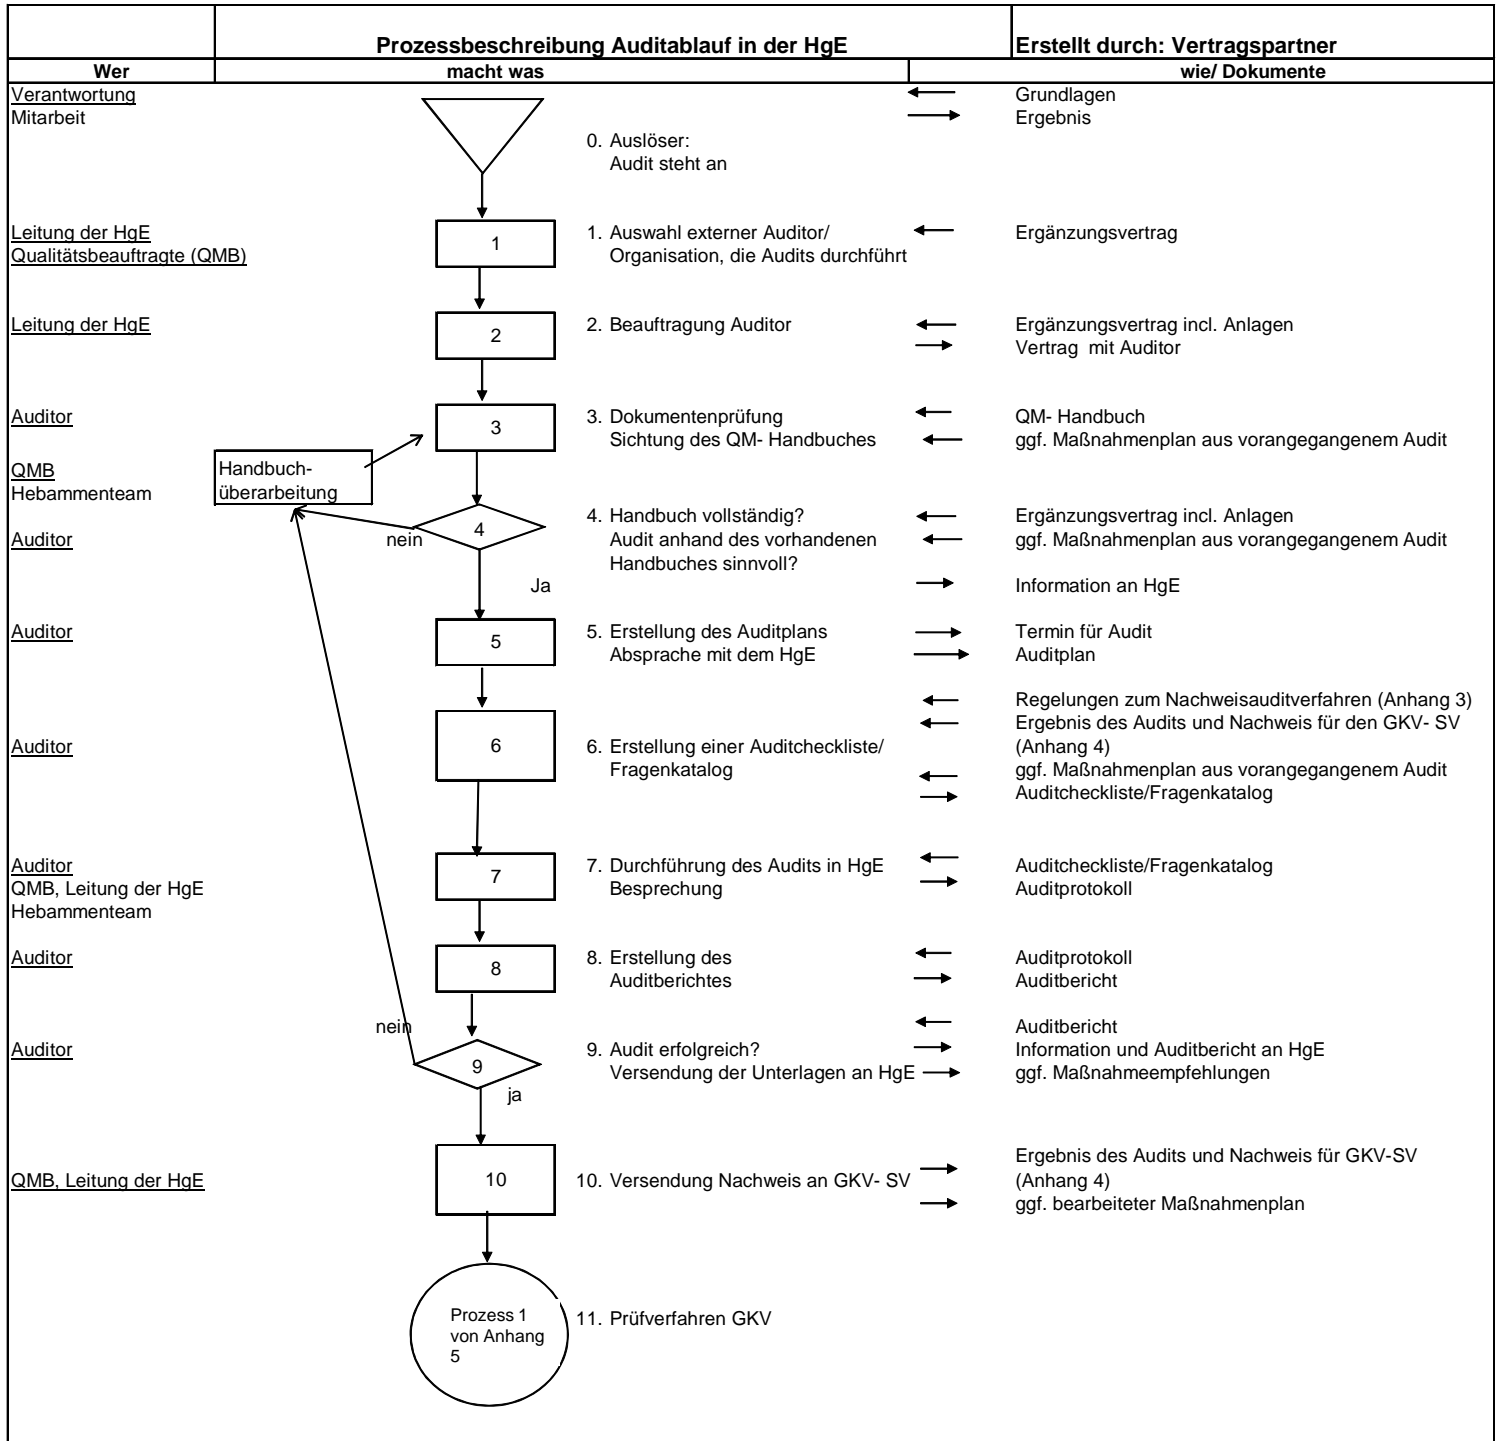 Prozessbeschreibung Auditablauf in der HgE
Erstellt durch: Vertragspartner
Wer
macht was
wie/ Dokumente
Verantwortung
Grundlagen
Mitarbeit
Ergebnis
0. Auslöser:
Audit steht an
Leitung der HgE
1
1. Auswahl externer Auditor/
Ergänzungsvertrag
Qualitätsbeauftragte (QMB)
Organisation, die Audits durchführt
Leitung der HgE
2
2. Beauftragung Auditor
Ergänzungsvertrag incl. Anlagen
Vertrag mit Auditor
Auditor
3
3. Dokumentenprüfung
QM- Handbuch
Sichtung des QM- Handbuches
ggf. Maßnahmenplan aus vorangegangenem Audit
QMB
Hebammenteam
Handbuch-
überarbeitung
4
nein
4. Handbuch vollständig?
Ergänzungsvertrag incl. Anlagen
Auditor
Audit anhand des vorhandenen
ggf. Maßnahmenplan aus vorangegangenem Audit
Handbuches sinnvoll?
Ja
Information an HgE
Auditor
5
5. Erstellung des Auditplans
Termin für Audit
Absprache mit dem HgE
Auditplan
Regelungen zum Nachweisauditverfahren (Anhang 3)
Ergebnis des Audits und Nachweis für den GKV- SV
Auditor
6
6. Erstellung einer Auditcheckliste/
(Anhang 4)
Fragenkatalog
ggf. Maßnahmenplan aus vorangegangenem Audit
Auditcheckliste/Fragenkatalog
Auditor
7
7. Durchführung des Audits in HgE
Auditcheckliste/Fragenkatalog
QMB, Leitung der HgE
Besprechung
Auditprotokoll
Hebammenteam
Auditor
8
8. Erstellung des
Auditprotokoll
Auditberichtes
Auditbericht
nein
Auditbericht
Auditor
9
9. Audit erfolgreich?
Information und Auditbericht an HgE
Versendung der Unterlagen an HgE
ggf. Maßnahmeempfehlungen
ja
Ergebnis des Audits und Nachweis für GKV-SV
QMB, Leitung der HgE
10
10. Versendung Nachweis an GKV- SV
(Anhang 4)
ggf. bearbeiteter Maßnahmenplan
Prozess 1
von Anhang
5
11. Prüfverfahren GKV